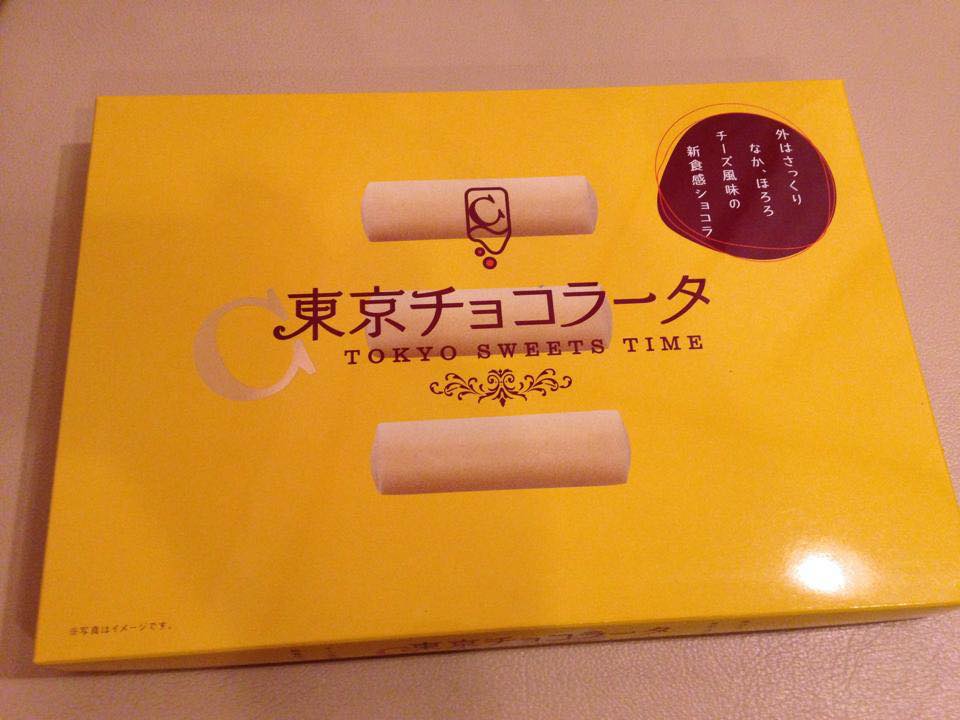 外はさっくり
なか、ほろろ
チーズ風味の
新食感ショコラ
C
東京チョコラータ
TOKYO SWEETS TIME
C
※写真はイメージです。
東京チョコラータ